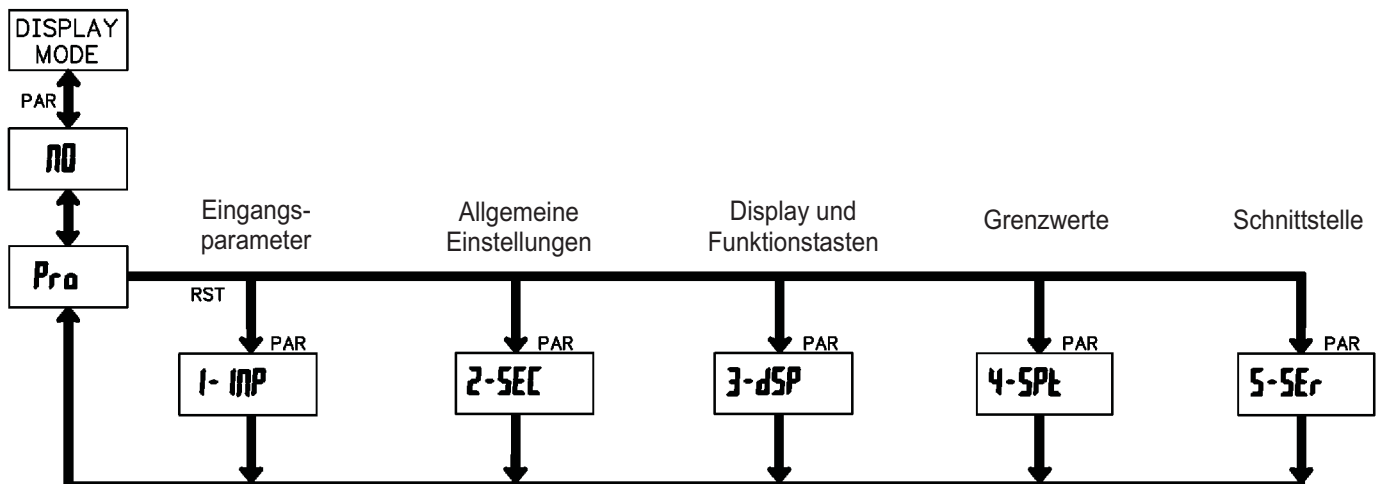 DISPLAY
MODE
PAR
NO
Pro
Eingangs-
parameter
Allgemeine
Einstellungen
Display und
Funktionstasten
Grenzwerte
Schnittstelle
RST
PAR
PAR
PAR
PAR
PAR
1-INP
2-SEC
3-dSP
4-SPt
5-SEr